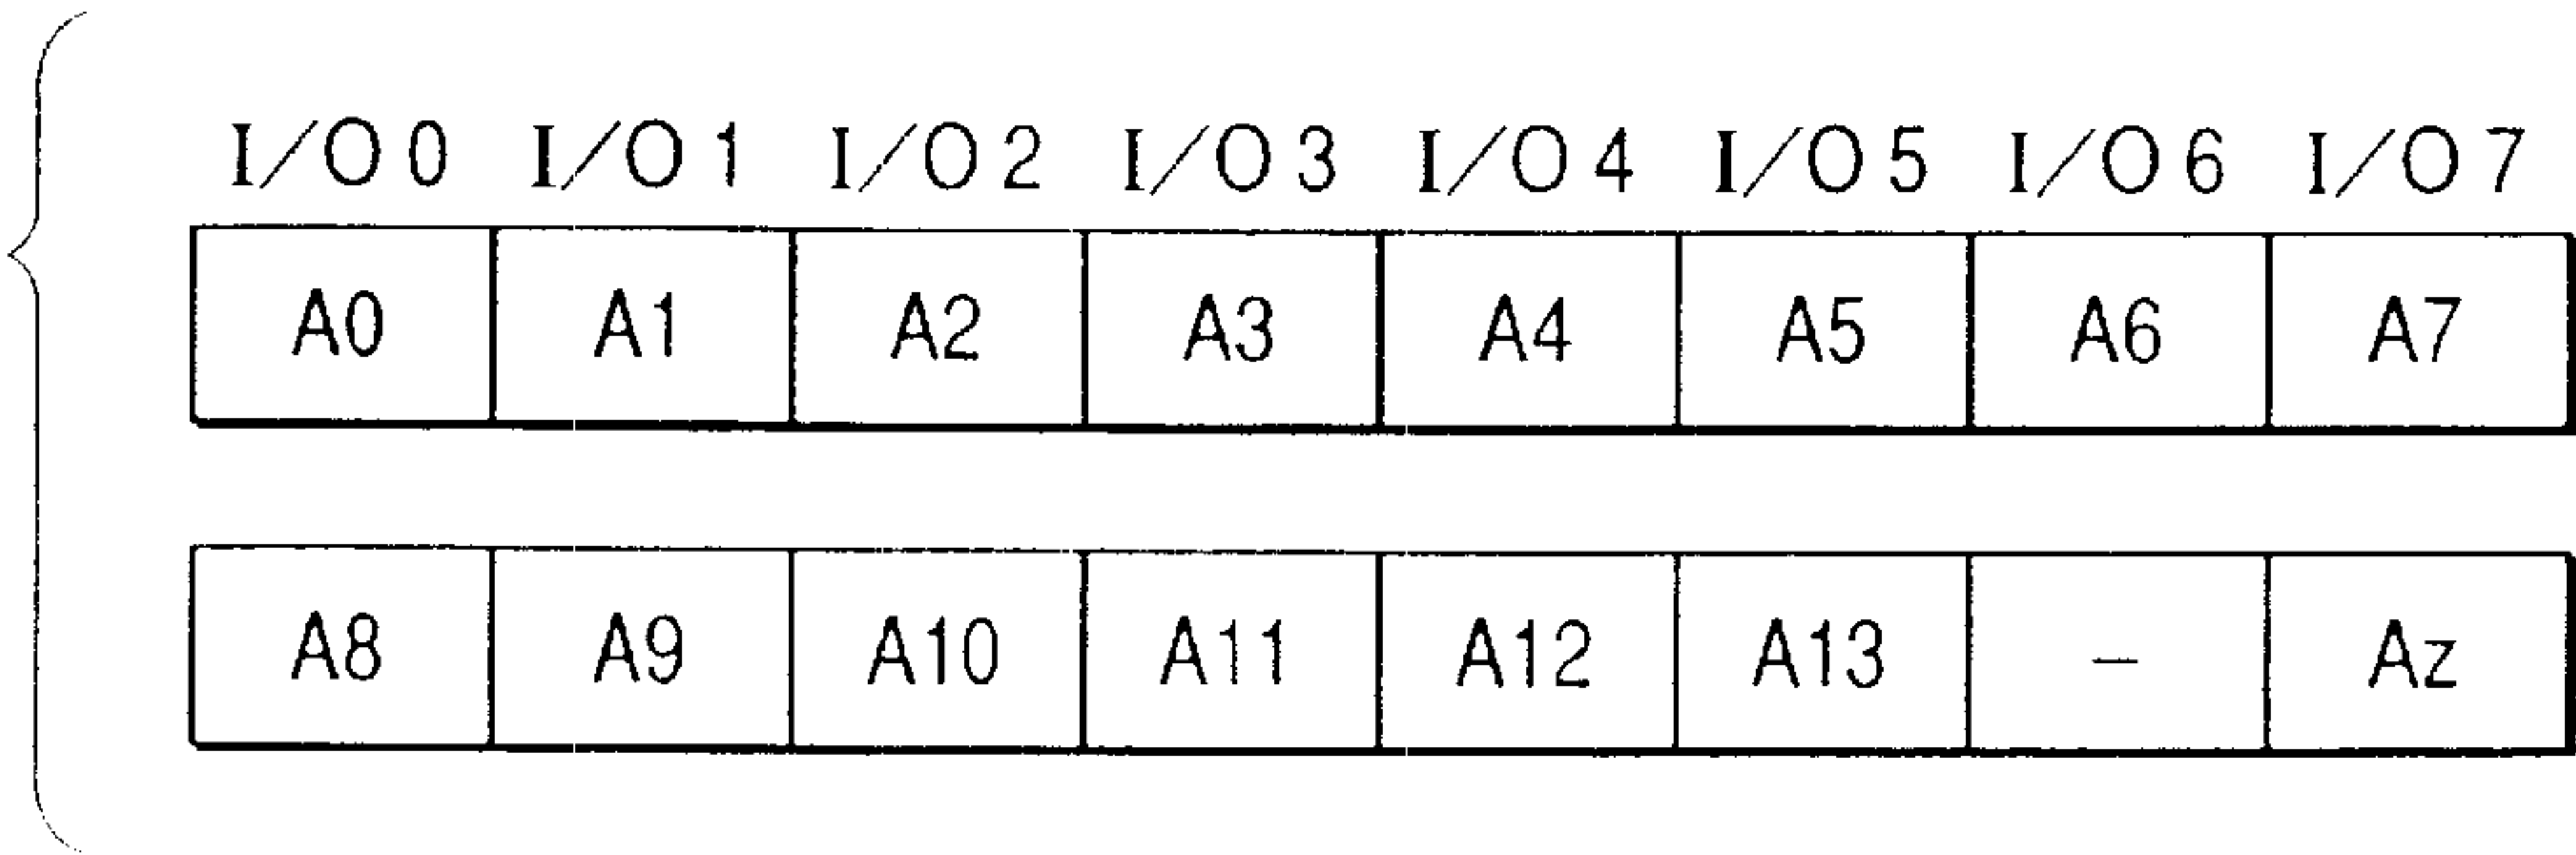 I/O 0 I/O 1 I/O 2 I/O 3 I/O 4 I/O 5 I/O 6 I/O 7
A0 A1 A2 A3 A4 A5 A6 A7
A8 A9 A10 A11 A12 A13 – Az